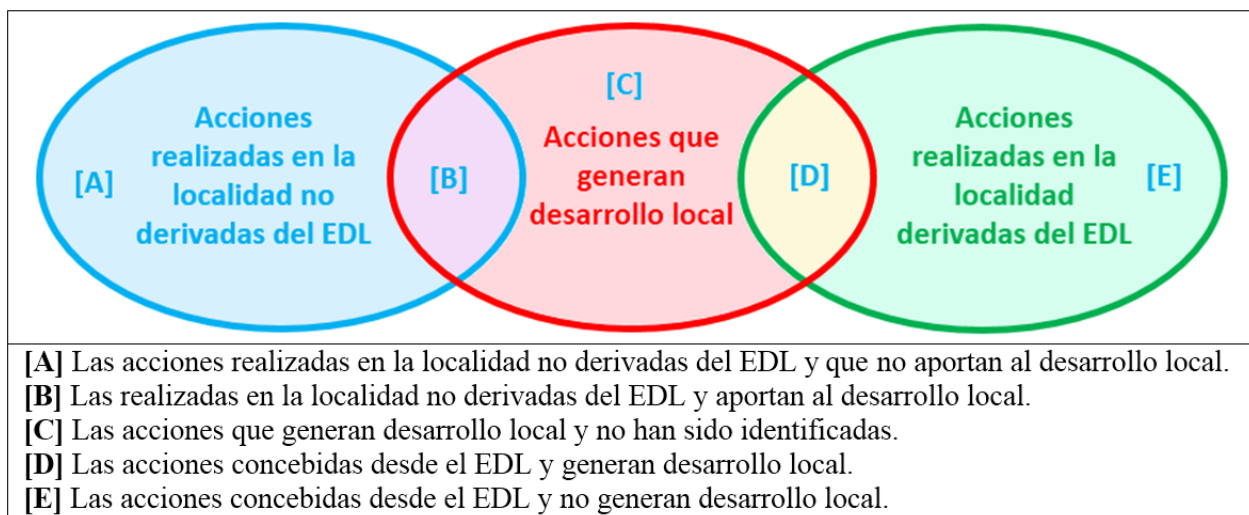 [A]
Acciones
realizadas en la
localidad no
derivadas del EDL
[B]
[C]
Acciones que
generan
desarrollo local
[D]
Acciones
realizadas en la
localidad
derivadas del EDL
[E]
[A] Las acciones realizadas en la localidad no derivadas del EDL y que no aportan al desarrollo local.
[B] Las realizadas en la localidad no derivadas del EDL y aportan al desarrollo local.
[C] Las acciones que generan desarrollo local y no han sido identificadas.
[D] Las acciones concebidas desde el EDL y generan desarrollo local.
[E] Las acciones concebidas desde el EDL y no generan desarrollo local.